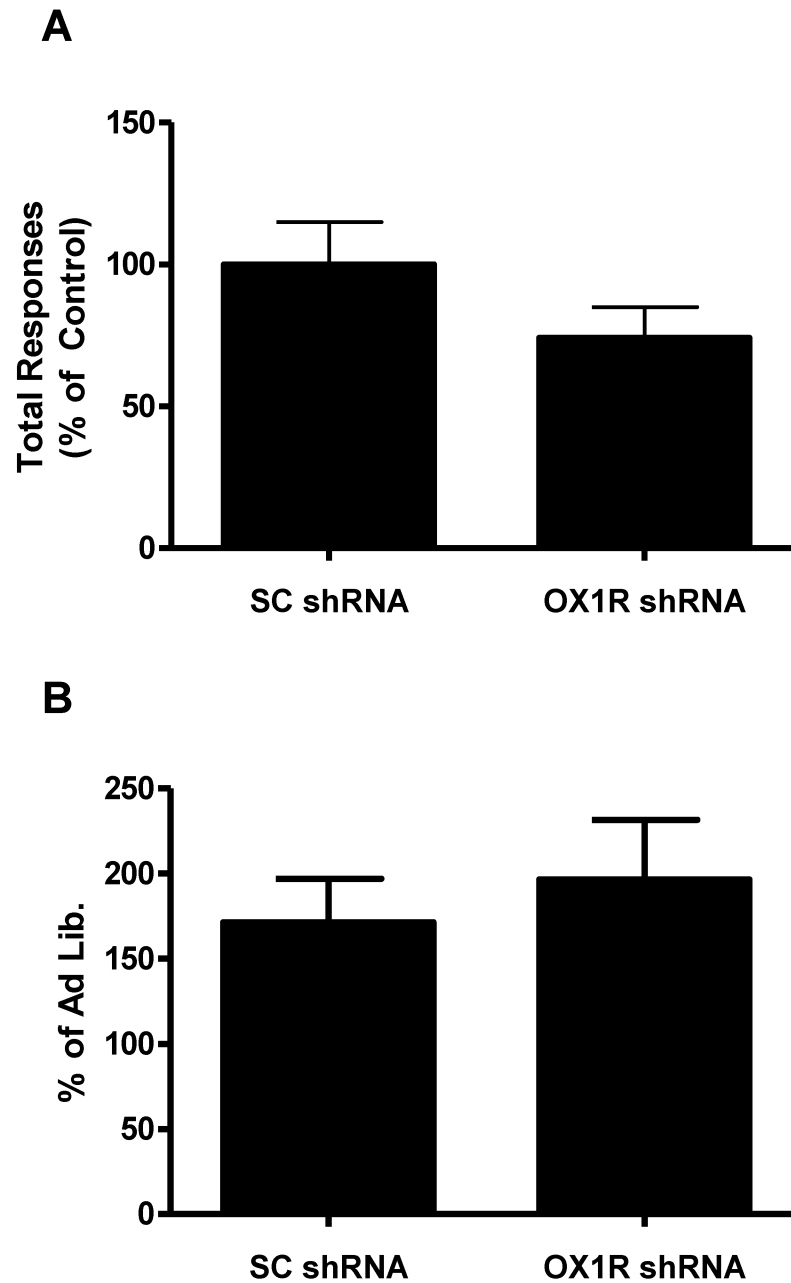 A
Total Responses
(% of Control)
150
100
50
0
SC shRNA OX1R shRNA
B
% of Ad Lib.
250
200
150
100
50
0
SC shRNA OX1R shRNA